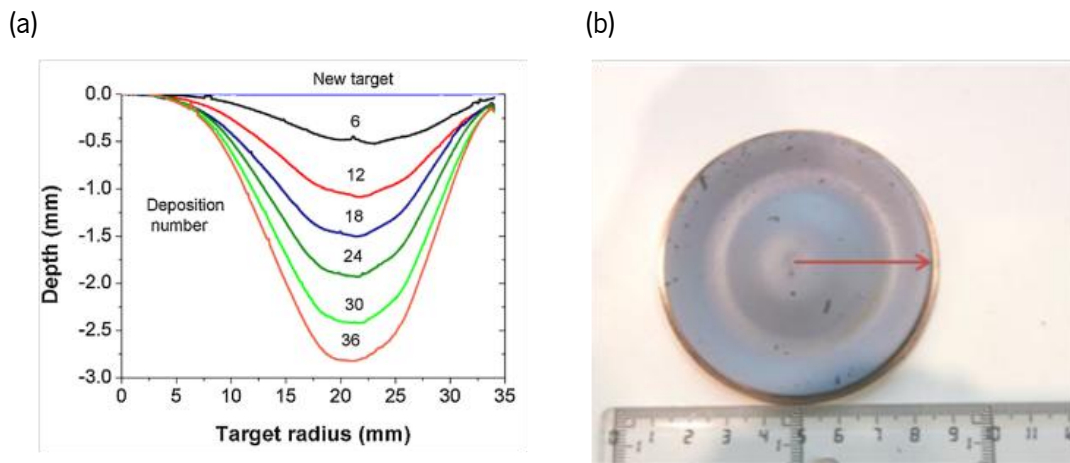 (a)
(b)
New target
0.0
-0.5
-1.0
-1.5
-2.0
-2.5
-3.0
Depth (mm)
6
12
18
24
30
36
Deposition
number
0 5 10 15 20 25 30 35
Target radius (mm)
0 1 2 3 4 5 6 7 8 9 10 11